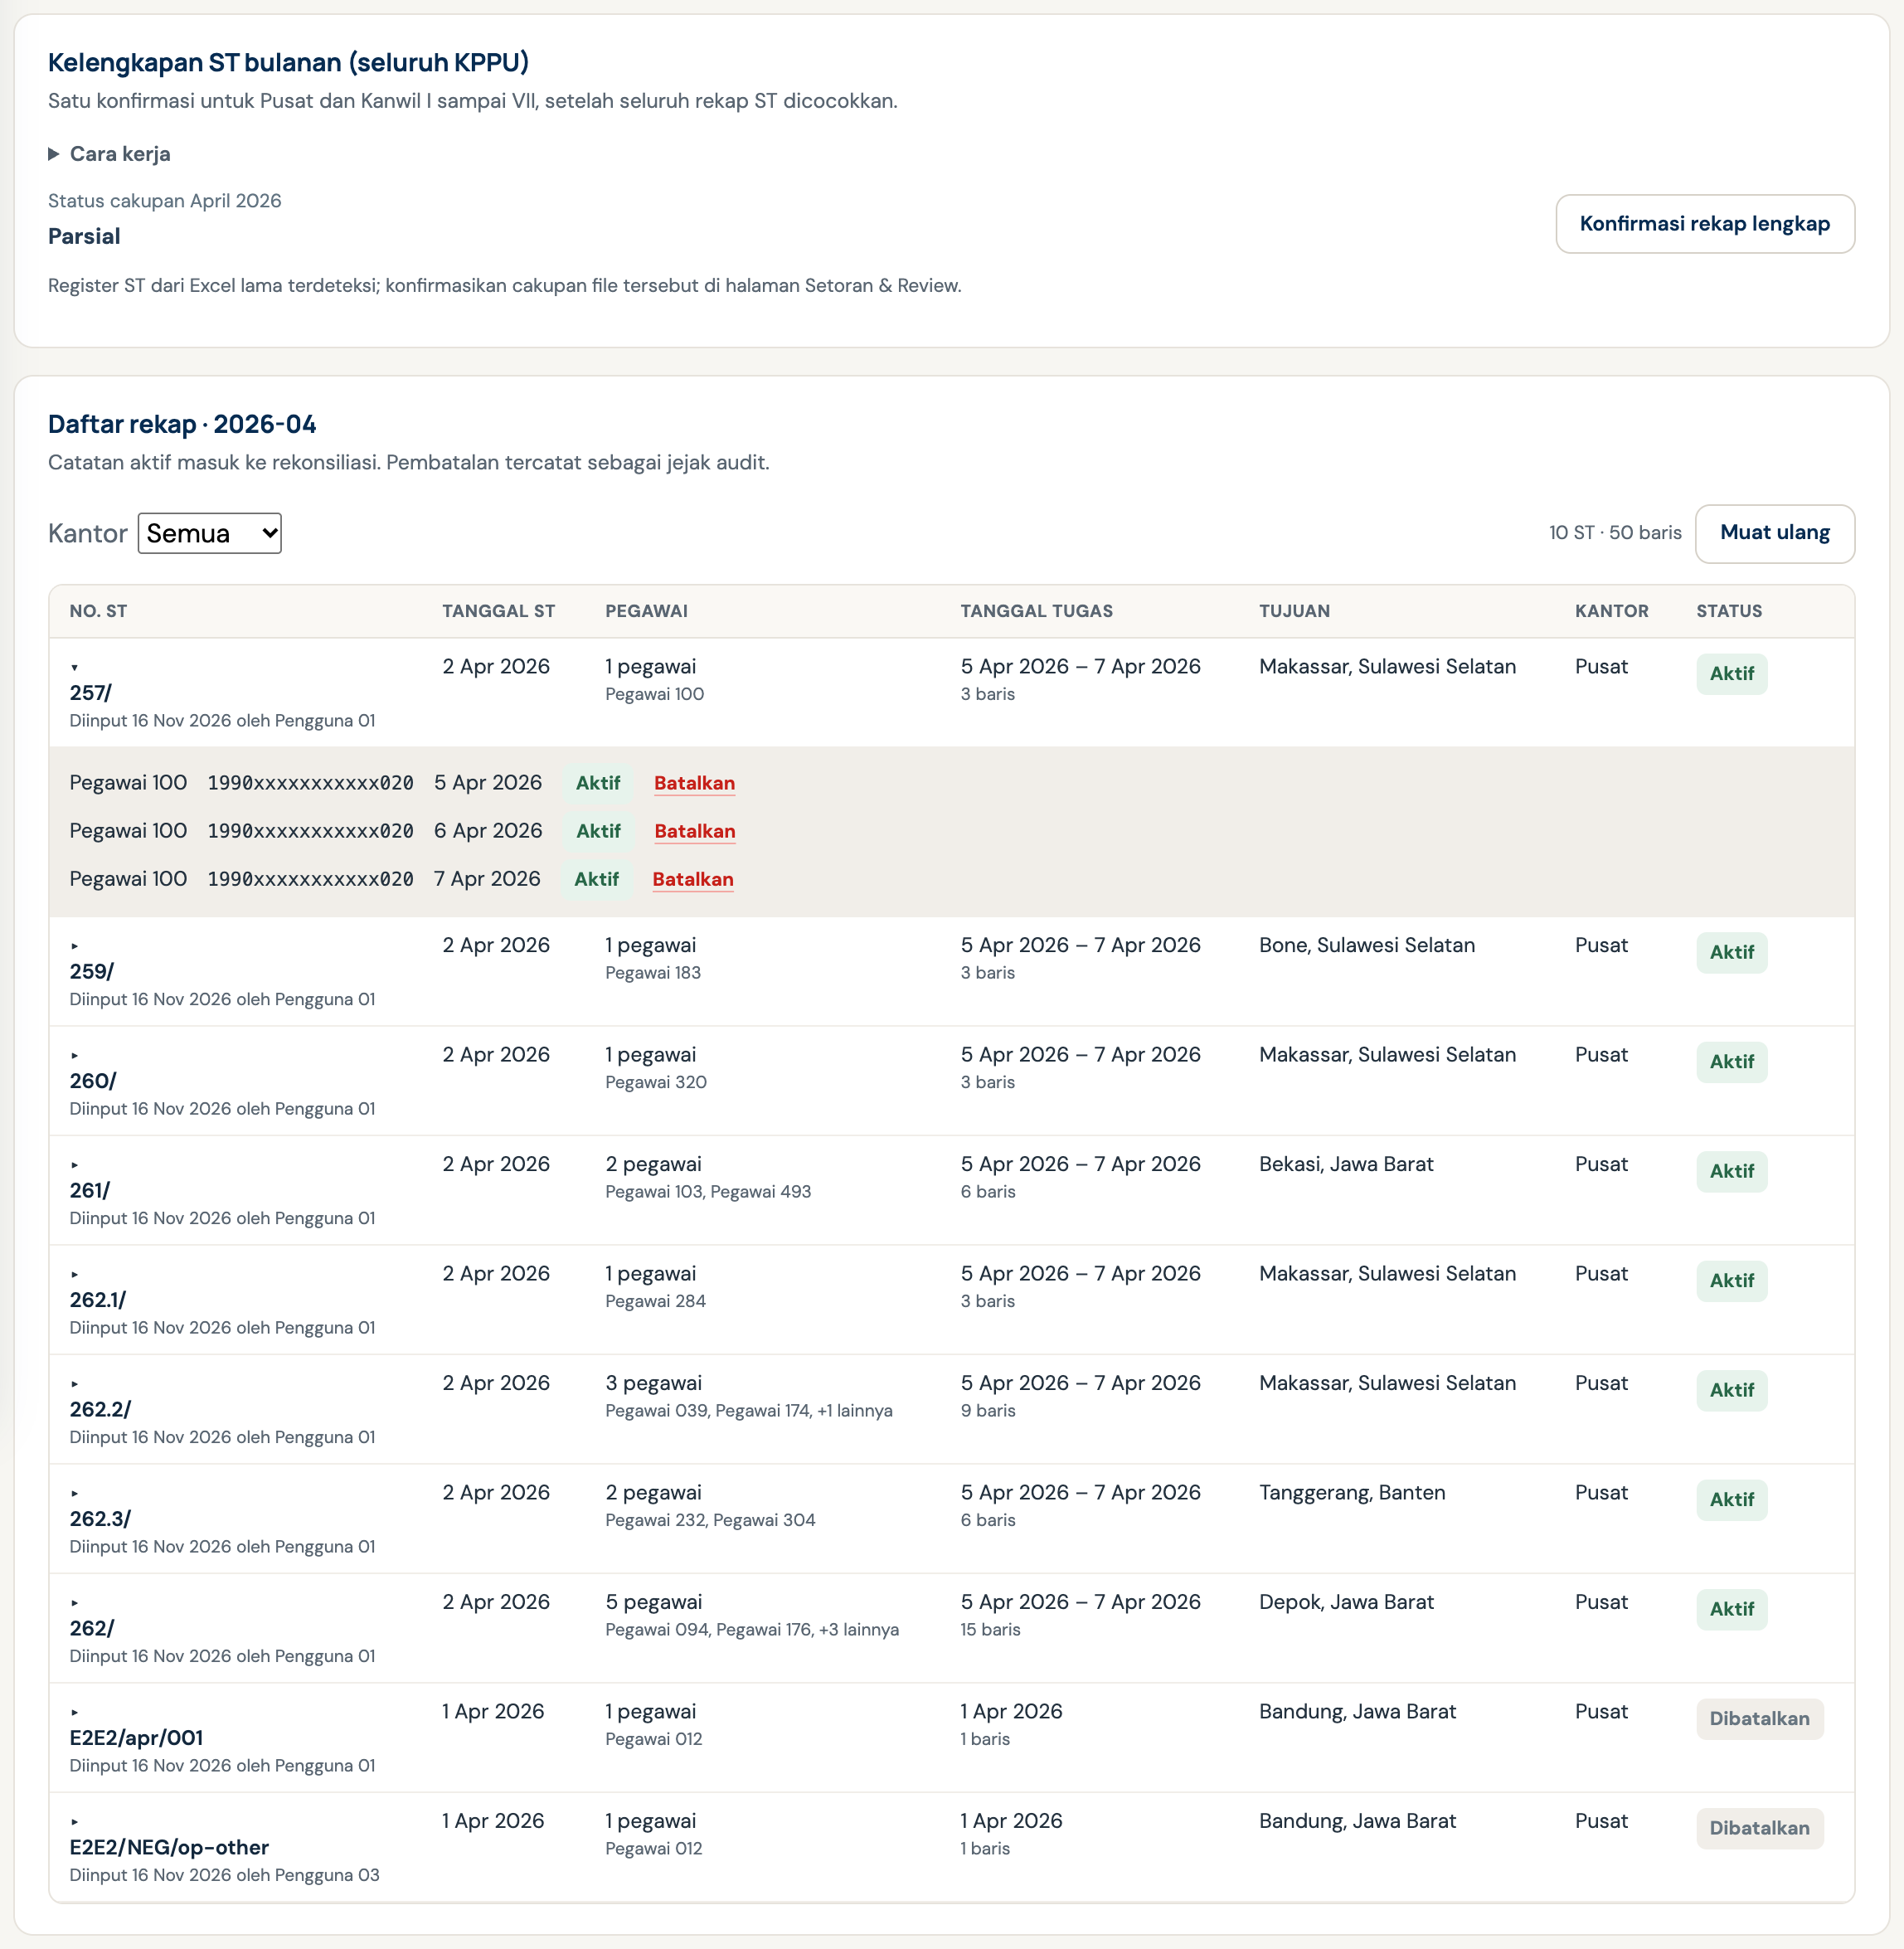 Kelengkapan ST bulanan (seluruh KPPU)
Satu konfirmasi untuk Pusat dan Kanwil I sampai VII, setelah seluruh rekap ST dicocokkan.
Cara kerja
Status cakupan April 2026
Parsial
Konfirmasi rekap lengkap
Register ST dari Excel lama terdeteksi; konfirmasikan cakupan file tersebut di halaman Setoran & Review.
Daftar rekap · 2026-04
Catatan aktif masuk ke rekonsiliasi. Pembatalan tercatat sebagai jejak audit.
Kantor Semua 10 ST · 50 baris Muat ulang
NO. ST TANGGAL ST PEGAWAI TANGGAL TUGAS TUJUAN KANTOR STATUS
2 Apr 2026 1 pegawai 5 Apr 2026 – 7 Apr 2026 Makassar, Sulawesi Selatan Pusat Aktif
257/ Pegawai 100 3 baris
Diinput 16 Nov 2026 oleh Pengguna 01
Pegawai 100 1990xxxxxxxxxxx020 5 Apr 2026 Aktif Batalkan
Pegawai 100 1990xxxxxxxxxxx020 6 Apr 2026 Aktif Batalkan
Pegawai 100 1990xxxxxxxxxxx020 7 Apr 2026 Aktif Batalkan
2 Apr 2026 1 pegawai 5 Apr 2026 – 7 Apr 2026 Bone, Sulawesi Selatan Pusat Aktif
259/ Pegawai 183 3 baris
Diinput 16 Nov 2026 oleh Pengguna 01
2 Apr 2026 1 pegawai 5 Apr 2026 – 7 Apr 2026 Makassar, Sulawesi Selatan Pusat Aktif
260/ Pegawai 320 3 baris
Diinput 16 Nov 2026 oleh Pengguna 01
2 Apr 2026 2 pegawai 5 Apr 2026 – 7 Apr 2026 Bekasi, Jawa Barat Pusat Aktif
261/ Pegawai 103, Pegawai 493 6 baris
Diinput 16 Nov 2026 oleh Pengguna 01
2 Apr 2026 1 pegawai 5 Apr 2026 – 7 Apr 2026 Makassar, Sulawesi Selatan Pusat Aktif
262.1/ Pegawai 284 3 baris
Diinput 16 Nov 2026 oleh Pengguna 01
2 Apr 2026 3 pegawai 5 Apr 2026 – 7 Apr 2026 Makassar, Sulawesi Selatan Pusat Aktif
262.2/ Pegawai 039, Pegawai 174, +1 lainnya 9 baris
Diinput 16 Nov 2026 oleh Pengguna 01
2 Apr 2026 2 pegawai 5 Apr 2026 – 7 Apr 2026 Tanggerang, Banten Pusat Aktif
262.3/ Pegawai 232, Pegawai 304 6 baris
Diinput 16 Nov 2026 oleh Pengguna 01
2 Apr 2026 5 pegawai 5 Apr 2026 – 7 Apr 2026 Depok, Jawa Barat Pusat Aktif
262/ Pegawai 094, Pegawai 176, +3 lainnya 15 baris
Diinput 16 Nov 2026 oleh Pengguna 01
1 Apr 2026 1 pegawai 1 Apr 2026 Bandung, Jawa Barat Pusat Dibatalkan
E2E2/apr/001 Pegawai 012 1 baris
Diinput 16 Nov 2026 oleh Pengguna 01
1 Apr 2026 1 pegawai 1 Apr 2026 Bandung, Jawa Barat Pusat Dibatalkan
E2E2/NEG/op-other Pegawai 012 1 baris
Diinput 16 Nov 2026 oleh Pengguna 03